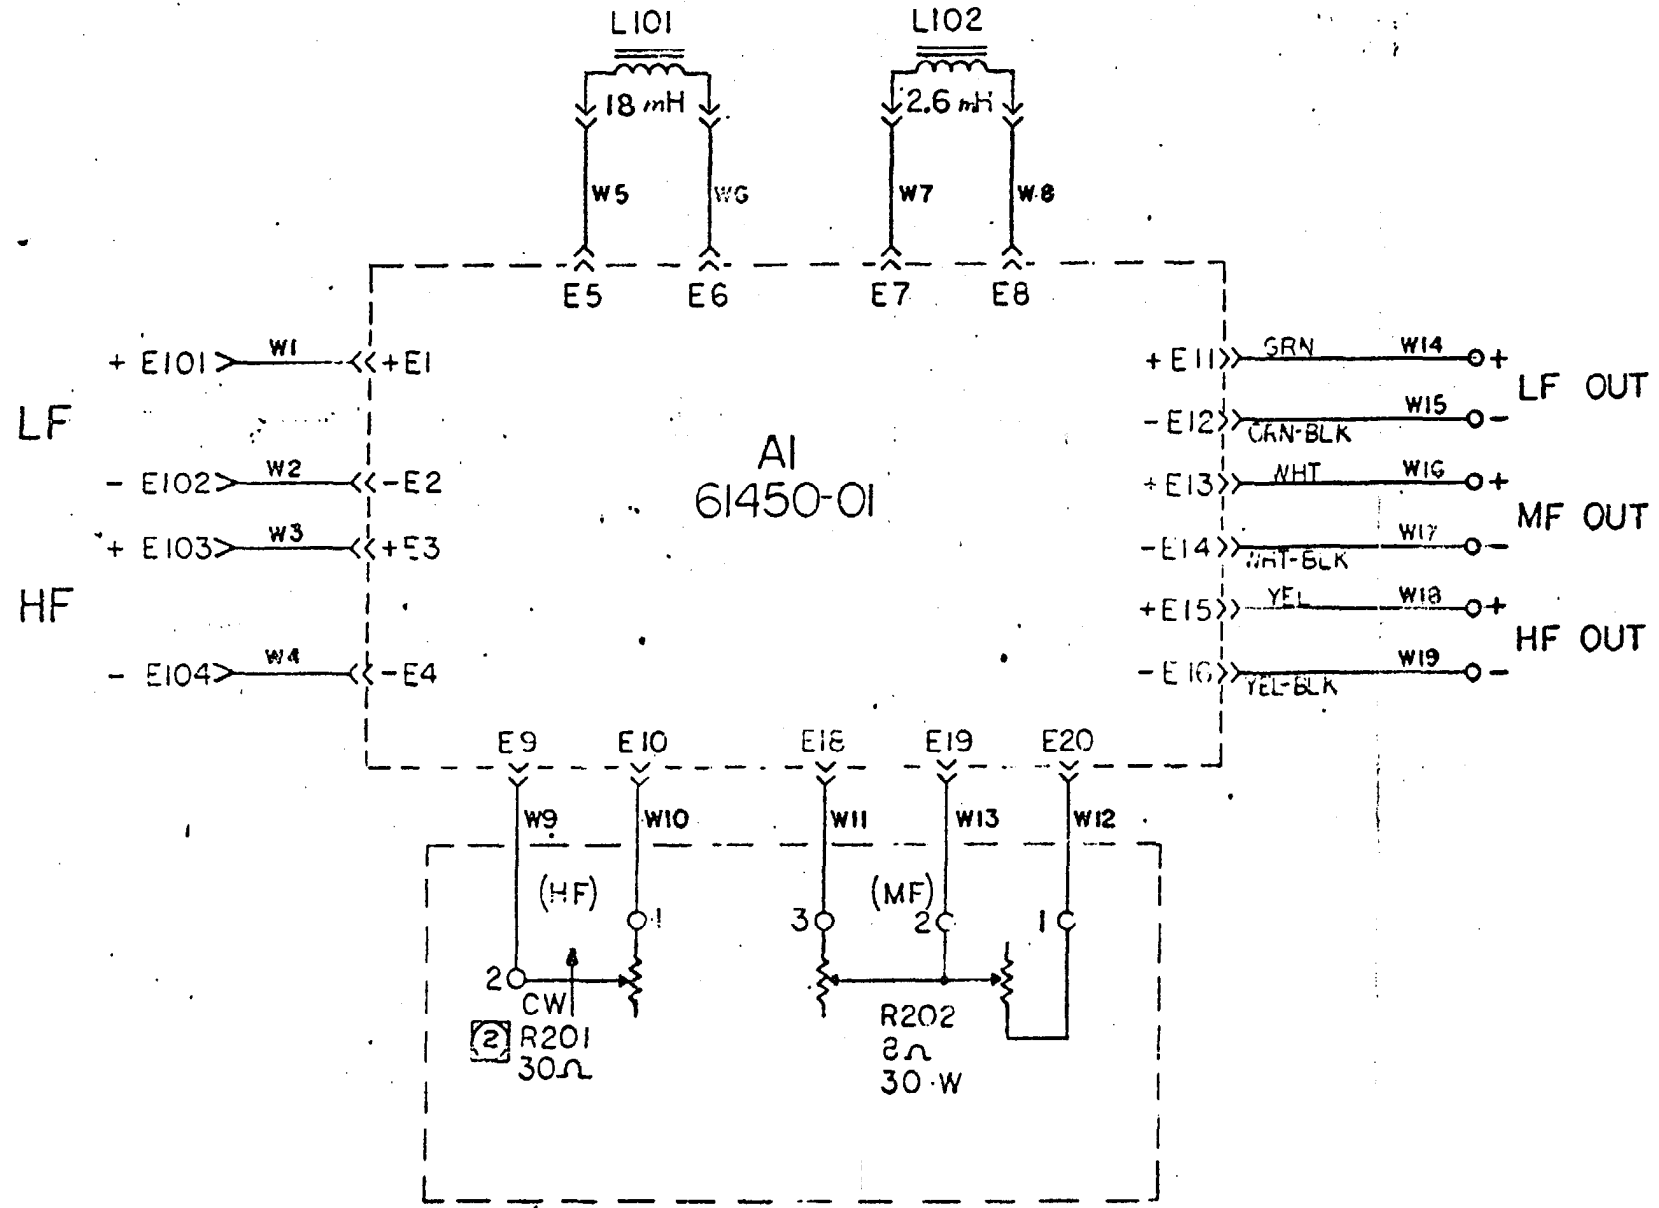 L101
L102
18 mH
2.6 mH
W5
W6
W7
W8
E5
E6
E7
E8
LF
+ E101
W1
+E1
- E102
W2
-E2
HF
+ E103
W3
+E3
- E104
W4
-E4
A1
61450-01
+E11
GRN
W14
+
-E12
GRN-BLK
W15
-
LF OUT
+E13
WHT
W16
+
-E14
WHT-BLK
W17
-
MF OUT
+E15
YEL
W18
+
-E16
YEL-BLK
W19
-
HF OUT
E9
E10
E18
E19
E20
W9
W10
W11
W13
W12
(HF)
1
2
CW
2
R201
30Ω
(MF)
3
2
1
R202
8Ω
30 W